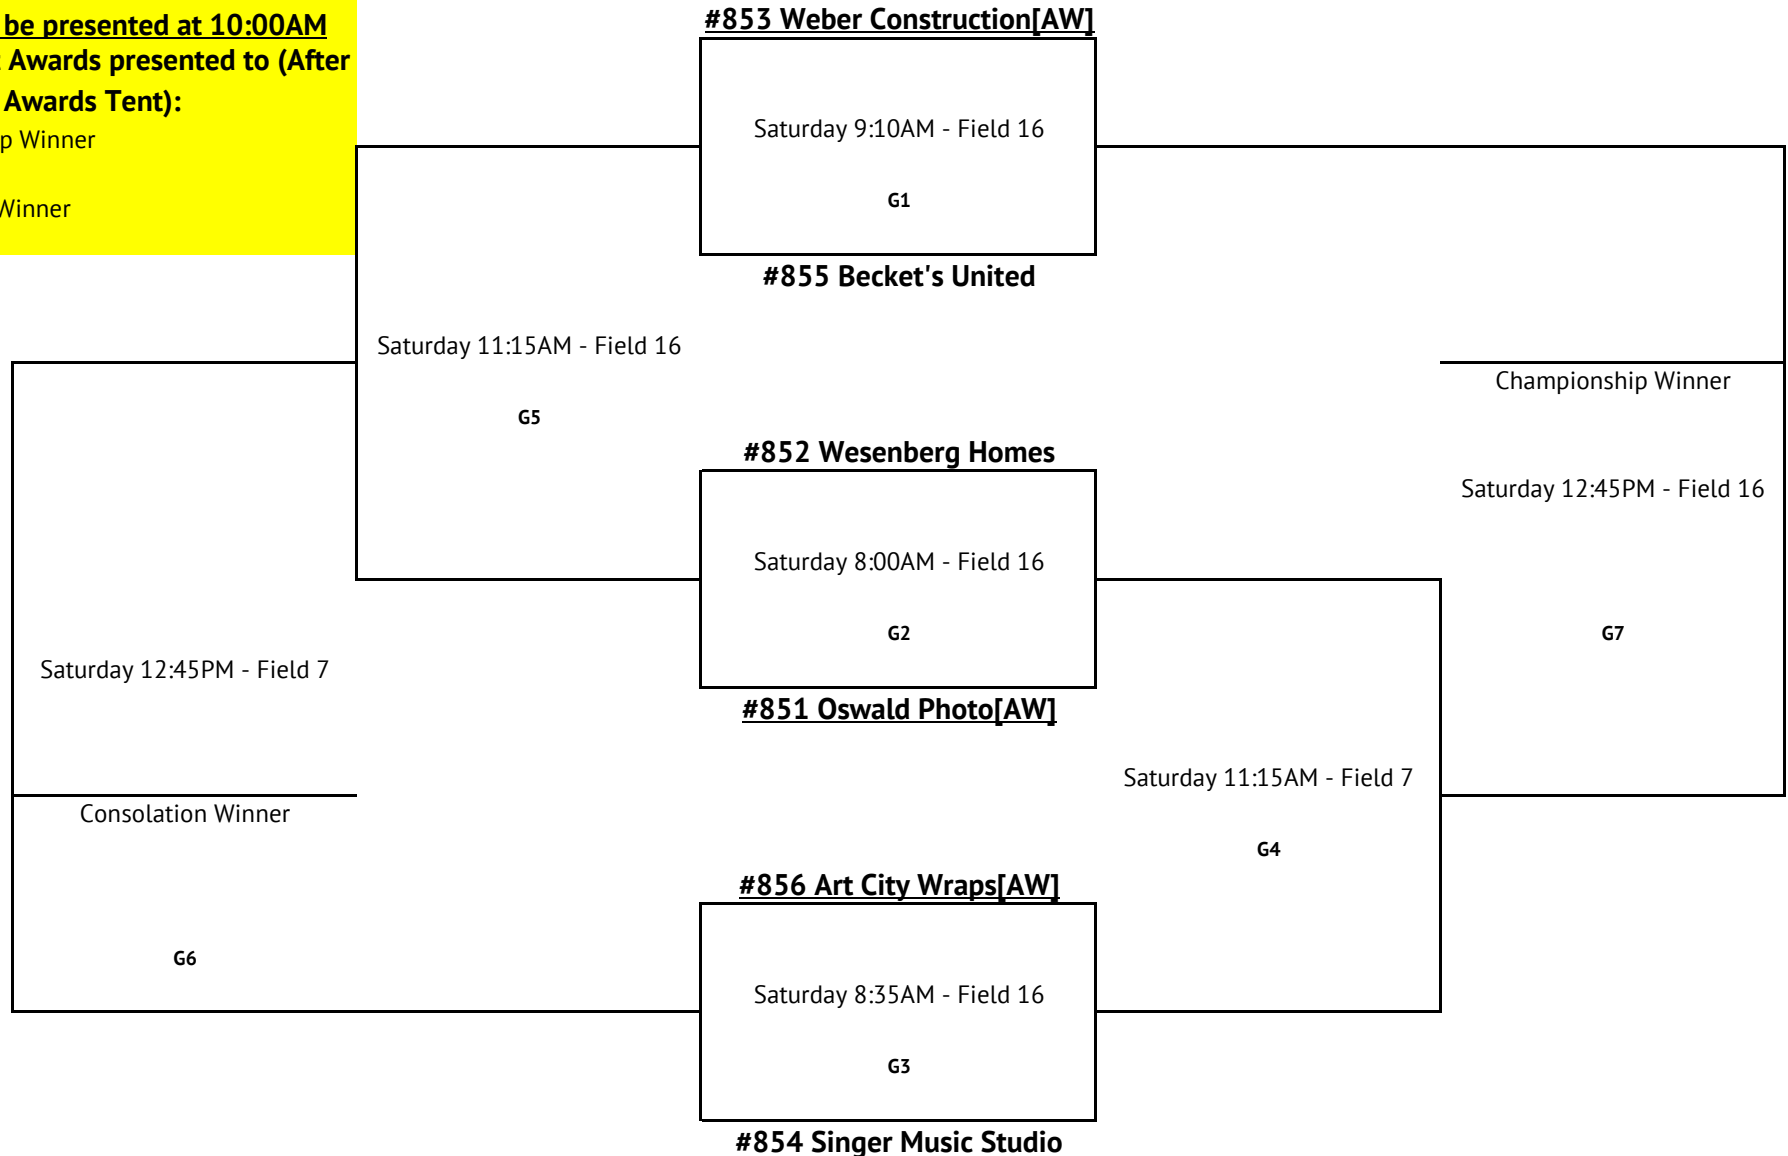 be presented at 10:00AM
Awards presented to (After
Awards Tent):
p Winner
Winner
#853 Weber Construction[AW]
Saturday 9:10AM - Field 16
G1
#855 Becket's United
Saturday 11:15AM - Field 16
G5
Championship Winner
#852 Wesenberg Homes
Saturday 12:45PM - Field 16
Saturday 8:00AM - Field 16
G2
G7
Saturday 12:45PM - Field 7
#851 Oswald Photo[AW]
Saturday 11:15AM - Field 7
Consolation Winner
G4
#856 Art City Wraps[AW]
G6
Saturday 8:35AM - Field 16
G3
#854 Singer Music Studio